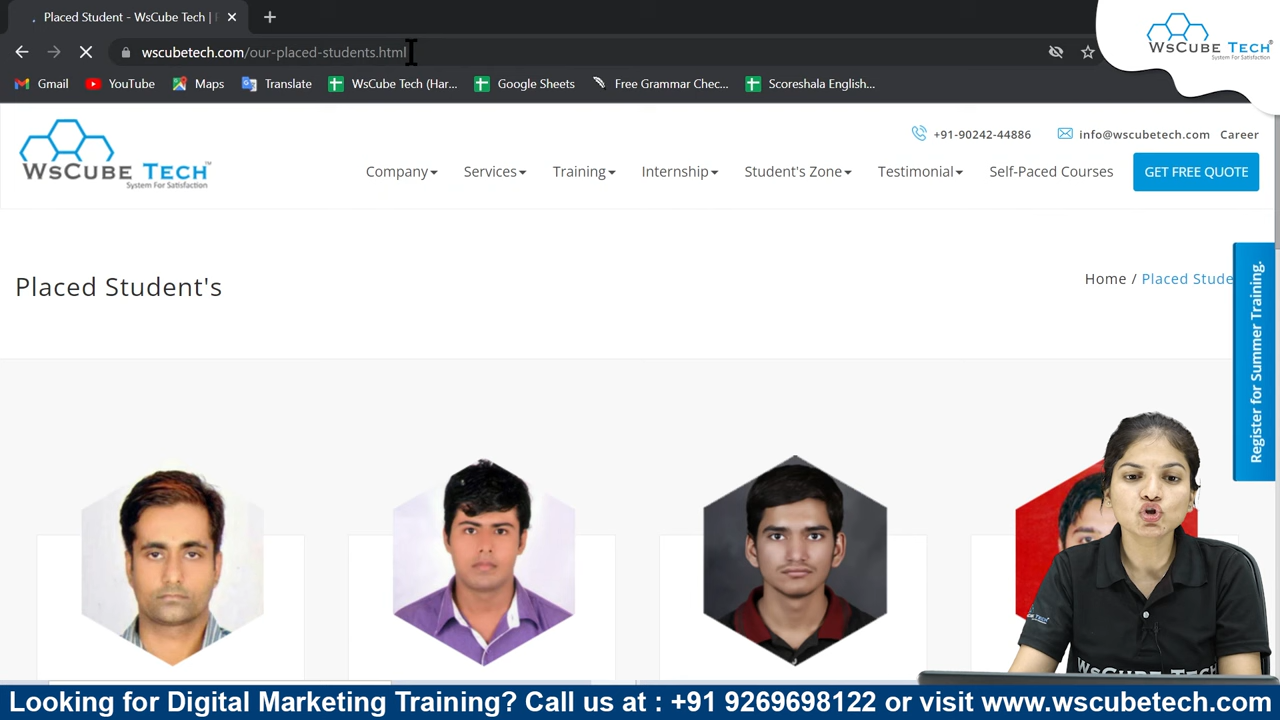 Placed Student - WsCube Tech |
wscubetech.com/our-placed-students.html
WsCube Tech
System For Satisfaction
Gmail YouTube Maps Translate WsCube Tech (Har... Google Sheets Free Grammar Chec... Scoreshala English...
WsCube Tech™
System For Satisfaction
+91-90242-44886 info@wscubetech.com Career
Company Services Training Internship Student's Zone Testimonial Self-Paced Courses GET FREE QUOTE
Placed Student's
Home / Placed Stude
Register for Summer Training.
WsCube Tech
Looking for Digital Marketing Training? Call us at : +91 9269698122 or visit www.wscubetech.com